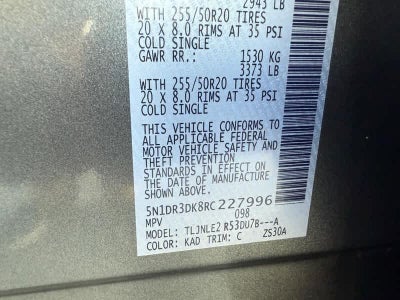 2943 LB
WITH 255/50R20 TIRES
20 X 8.0 RIMS AT 35 PSI
COLD SINGLE
GAWR RR.: 1530 KG
3373 LB
WITH 255/50R20 TIRES
20 X 8.0 RIMS AT 35 PSI
COLD SINGLE
THIS VEHICLE CONFORMS TO
ALL APPLICABLE FEDERAL
MOTOR VEHICLE SAFETY AND
THEFT PREVENTION
STANDARDS IN EFFECT ON
THE DATE OF MANUFACTURE
SHOWN ABOVE.
5N1DR3DK8RC227996
MPV 098
MODEL: TLJNLE2 R53DU7B---A
COLOR: KAD TRIM: C ZS30A